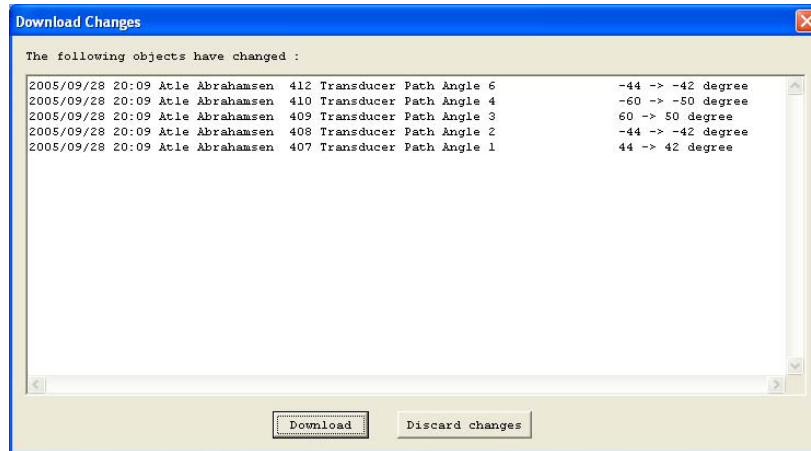 Download Changes
The following objects have changed :
2005/09/28 20:09 Atle Abrahamsen 412 Transducer Path Angle 6 -44 -> -42 degree
2005/09/28 20:09 Atle Abrahamsen 410 Transducer Path Angle 4 -60 -> -50 degree
2005/09/28 20:09 Atle Abrahamsen 409 Transducer Path Angle 3 60 -> 50 degree
2005/09/28 20:09 Atle Abrahamsen 408 Transducer Path Angle 2 -44 -> -42 degree
2005/09/28 20:09 Atle Abrahamsen 407 Transducer Path Angle 1 44 -> 42 degree
Download Discard changes